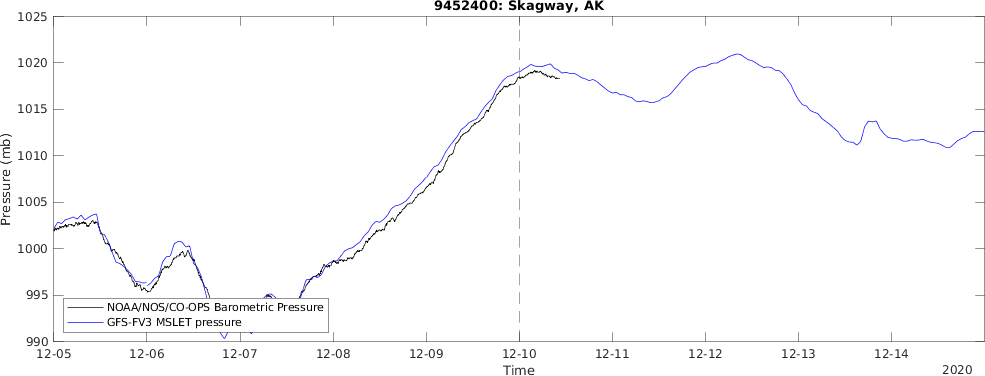 9452400: Skagway, AK
Pressure (mb)
1025
1020
1015
1010
1005
1000
995
990
NOAA/NOS/CO-OPS Barometric Pressure
GFS-FV3 MSLET pressure
12-05 12-06 12-07 12-08 12-09 12-10 12-11 12-12 12-13 12-14
Time
2020